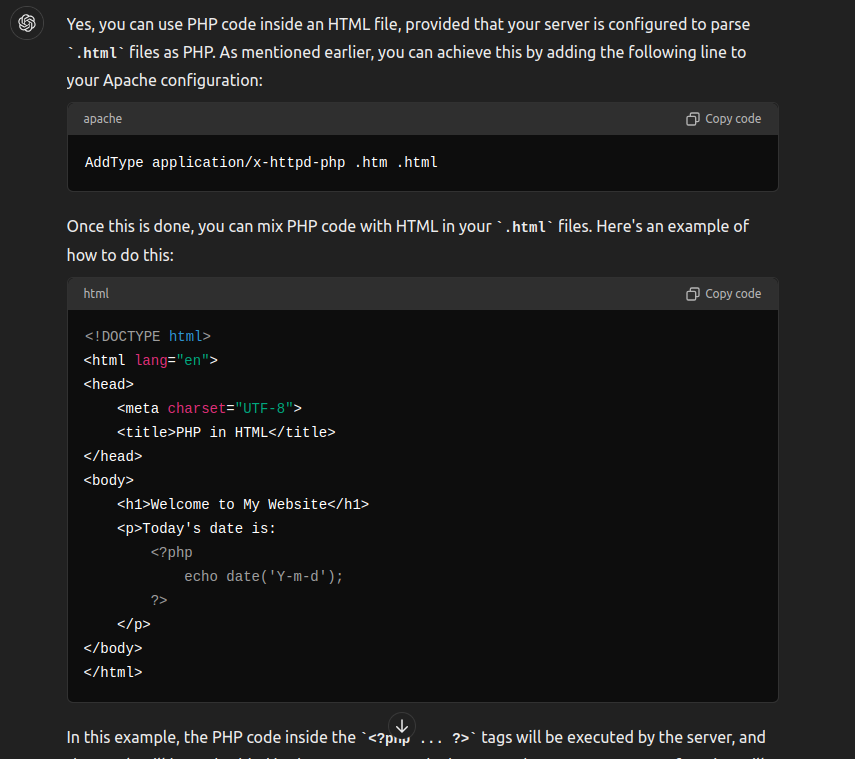 Yes, you can use PHP code inside an HTML file, provided that your server is configured to parse
`.html` files as PHP. As mentioned earlier, you can achieve this by adding the following line to
your Apache configuration:
apache
Copy code
AddType application/x-httpd-php .htm .html
Once this is done, you can mix PHP code with HTML in your `.html` files. Here's an example of
how to do this:
html
Copy code
<!DOCTYPE html>
<html lang="en">
<head>
    <meta charset="UTF-8">
    <title>PHP in HTML</title>
</head>
<body>
    <h1>Welcome to My Website</h1>
    <p>Today's date is:
        <?php
            echo date('Y-m-d');
        ?>
    </p>
</body>
</html>
In this example, the PHP code inside the `<?php ... ?>` tags will be executed by the server, and